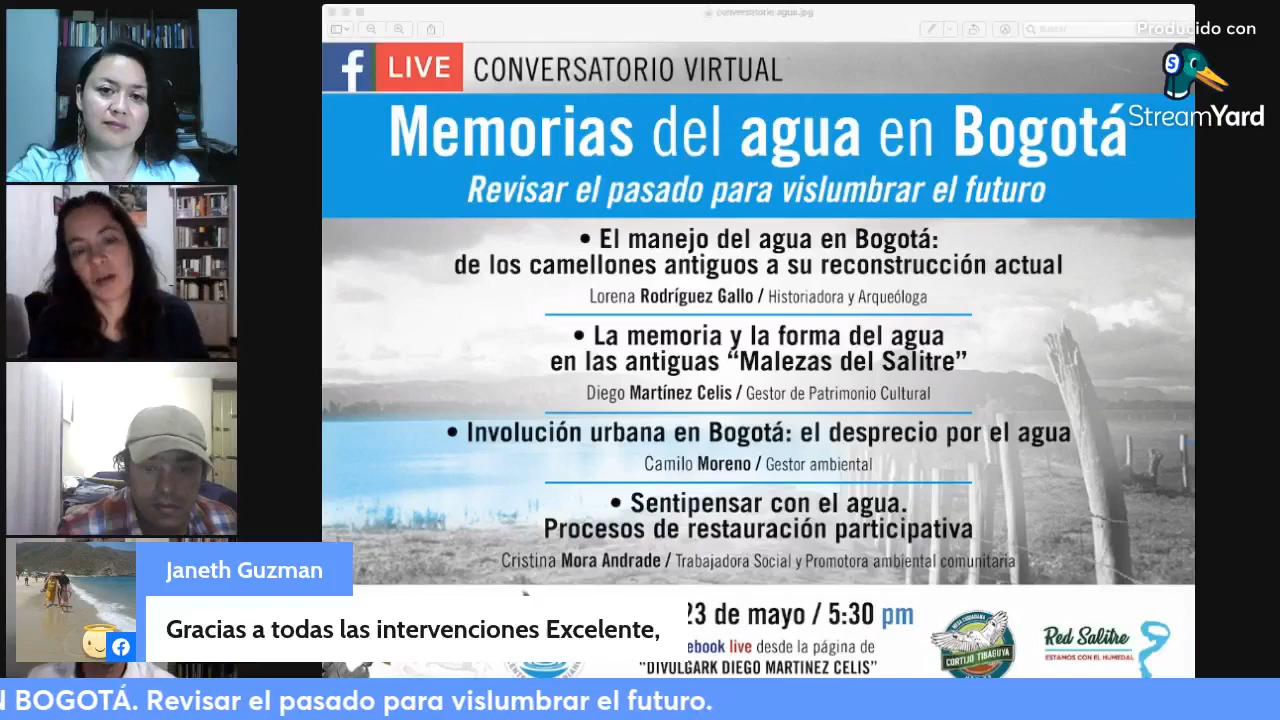 conversatorio agua.jpg
Buscar
Producido con
StreamYard
f LIVE CONVERSATORIO VIRTUAL
Memorias del agua en Bogotá
Revisar el pasado para vislumbrar el futuro
• El manejo del agua en Bogotá:
de los camellones antiguos a su reconstrucción actual
Lorena Rodríguez Gallo / Historiadora y Arqueóloga
• La memoria y la forma del agua
en las antiguas “Malezas del Salitre”
Diego Martínez Celis / Gestor de Patrimonio Cultural
• Involución urbana en Bogotá: el desprecio por el agua
Camilo Moreno / Gestor ambiental
• Sentipensar con el agua.
Procesos de restauración participativa
Cristina Mora Andrade / Trabajadora Social y Promotora ambiental comunitaria
Janeth Guzman
Gracias a todas las intervenciones Excelente,
23 de mayo / 5:30 pm
ebook live desde la página de
"DIVULGARK DIEGO MARTINEZ CELIS"
CORTIJO TIBAGUYA
Red Salitre
ESTAMOS CON EL HUMEDAL
N BOGOTÁ. Revisar el pasado para vislumbrar el futuro.